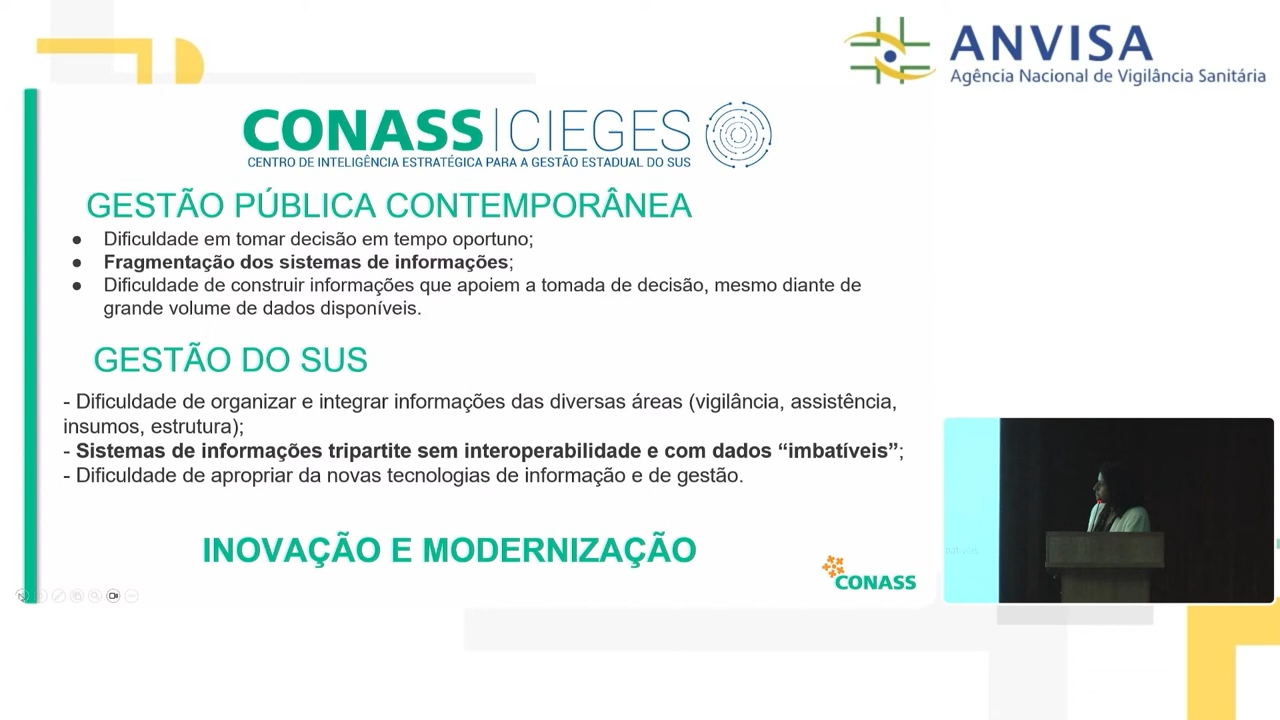 ANVISA
Agência Nacional de Vigilância Sanitária
CONASS | CIEGES
CENTRO DE INTELIGÊNCIA ESTRATÉGICA PARA A GESTÃO ESTADUAL DO SUS
GESTÃO PÚBLICA CONTEMPORÂNEA
● Dificuldade em tomar decisão em tempo oportuno;
● Fragmentação dos sistemas de informações;
● Dificuldade de construir informações que apoiem a tomada de decisão, mesmo diante de
grande volume de dados disponíveis.
GESTÃO DO SUS
- Dificuldade de organizar e integrar informações das diversas áreas (vigilância, assistência,
insumos, estrutura);
- Sistemas de informações tripartite sem interoperabilidade e com dados “imbatíveis”;
- Dificuldade de apropriar da novas tecnologias de informação e de gestão.
INOVAÇÃO E MODERNIZAÇÃO
CONASS